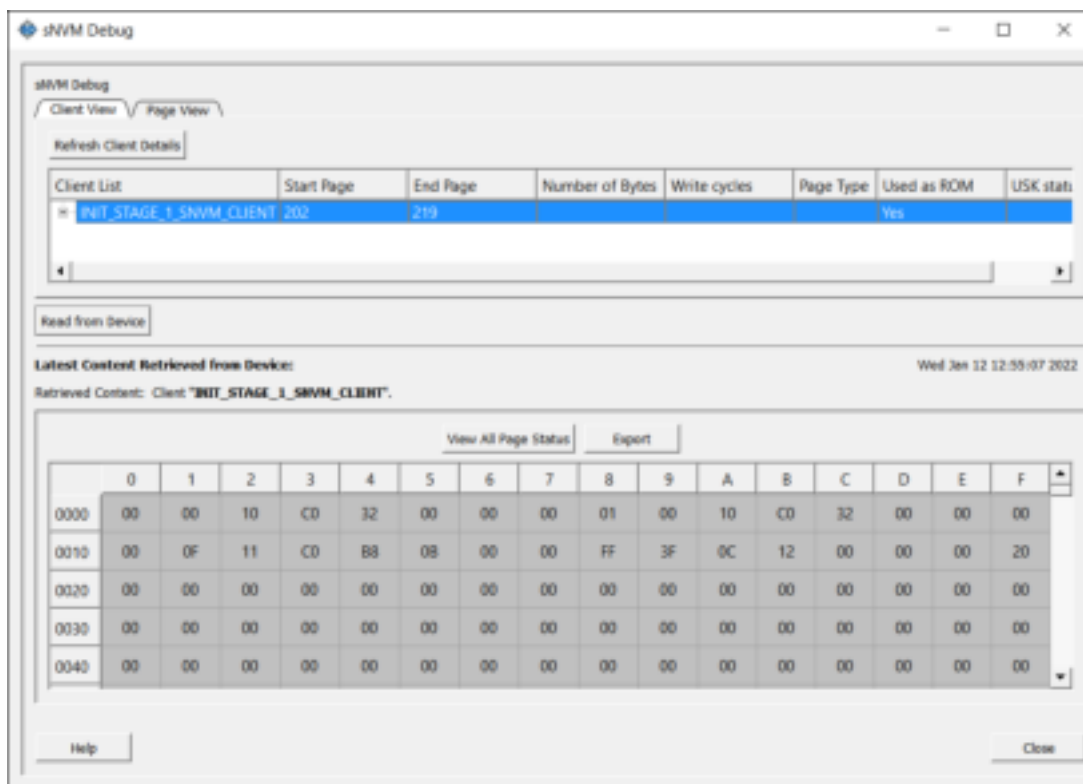 sNVM Debug
sNVM Debug
Client View Page View
Refresh Client Details
Client List Start Page End Page Number of Bytes Write cycles Page Type Used as ROM USK statu
INIT_STAGE_1_SNVM_CLIENT 202 219 Yes
Read from Device
Latest Content Retrieved from Device: Wed Jan 12 12:55:07 2022
Retrieved Content: Client "INIT_STAGE_1_SNVM_CLIENT".
View All Page Status Export
0 1 2 3 4 5 6 7 8 9 A B C D E F
0000 00 00 10 C0 32 00 00 00 01 00 10 C0 32 00 00 00
0010 00 0F 11 C0 B8 0B 00 00 FF 3F 0C 12 00 00 00 20
0020 00 00 00 00 00 00 00 00 00 00 00 00 00 00 00 00
0030 00 00 00 00 00 00 00 00 00 00 00 00 00 00 00 00
0040 00 00 00 00 00 00 00 00 00 00 00 00 00 00 00 00
Help Close